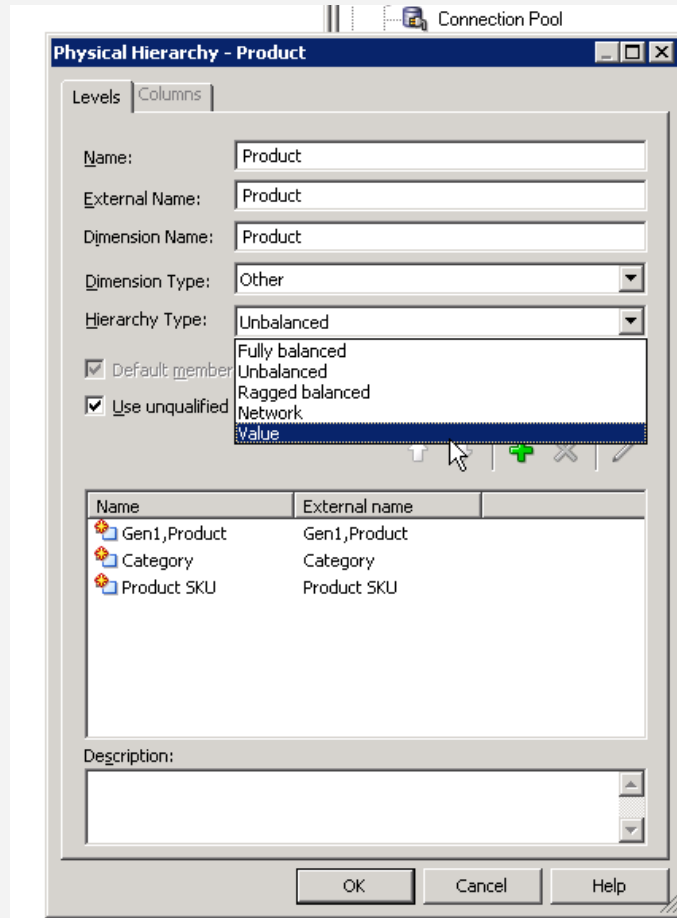 Connection Pool
Physical Hierarchy - Product
Levels Columns
Name: Product
External Name: Product
Dimension Name: Product
Dimension Type: Other
Hierarchy Type: Unbalanced
Fully balanced
Default member Unbalanced
Ragged balanced
Use unqualified Network
Value
Name External name
Gen1,Product Gen1,Product
Category Category
Product SKU Product SKU
Description:
OK Cancel Help